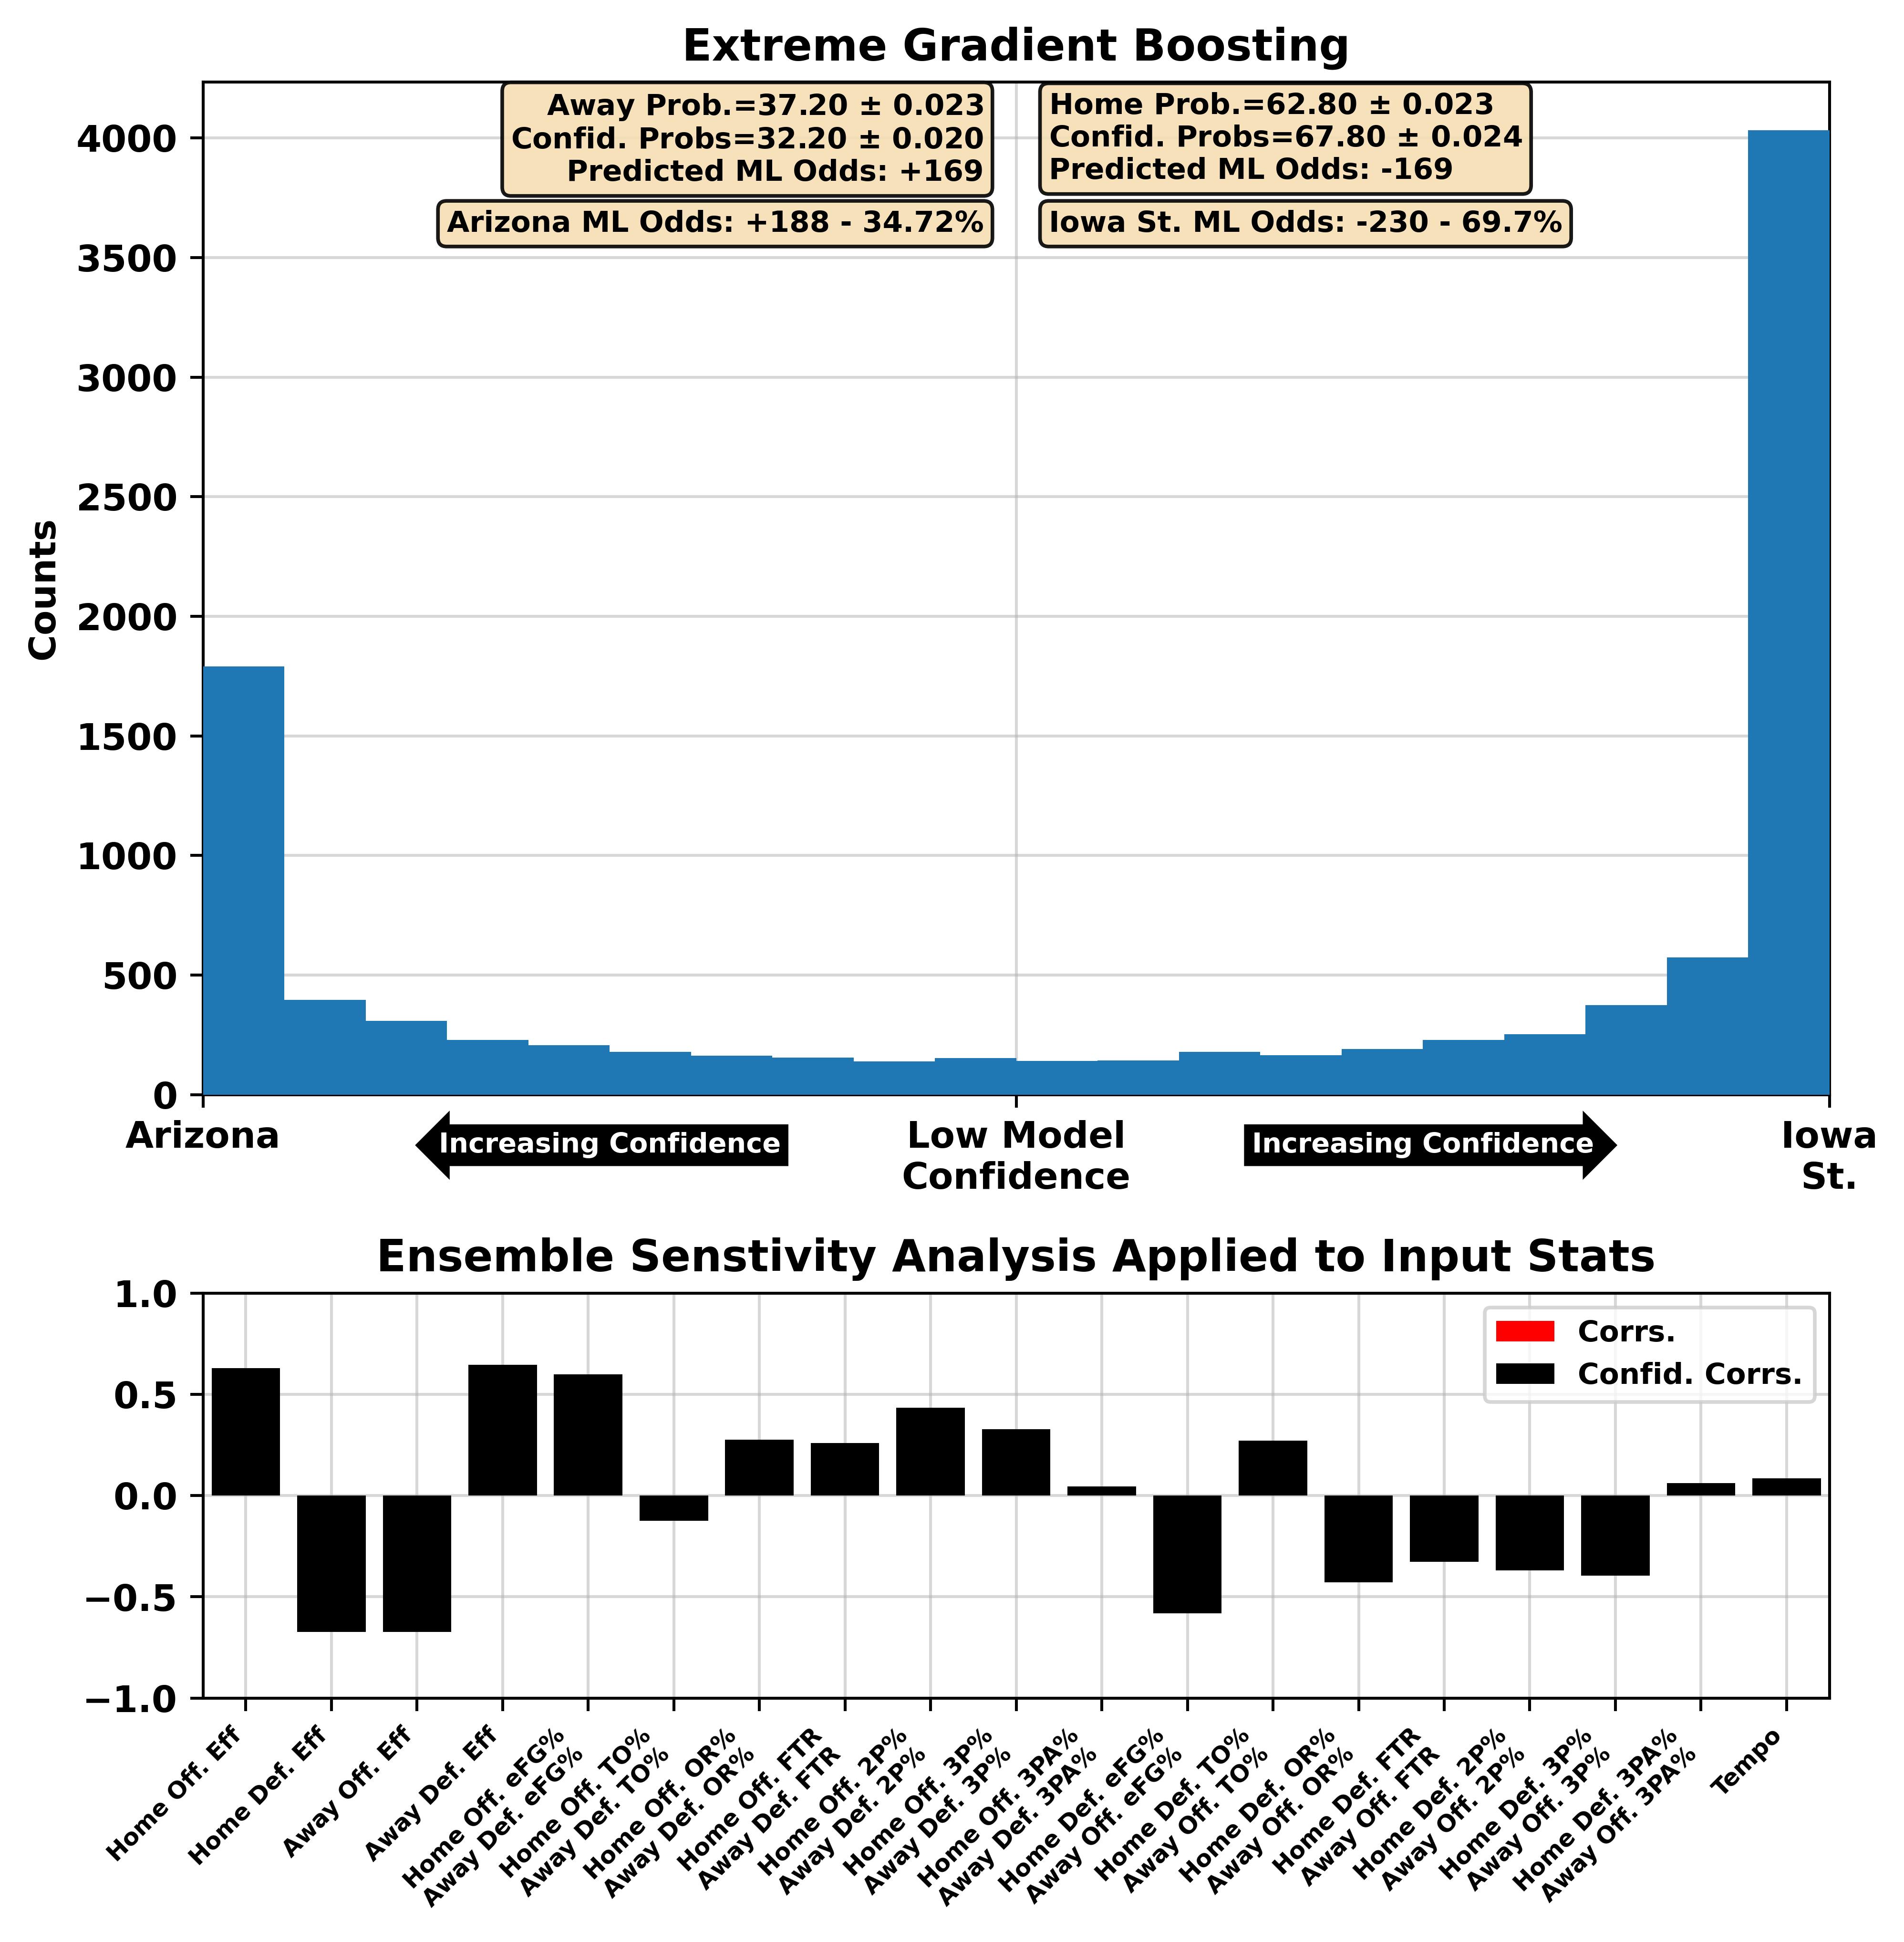 Extreme Gradient Boosting
Away Prob.=37.20 ± 0.023
Confid. Probs=32.20 ± 0.020
Predicted ML Odds: +169
Arizona ML Odds: +188 - 34.72%
Home Prob.=62.80 ± 0.023
Confid. Probs=67.80 ± 0.024
Predicted ML Odds: -169
Iowa St. ML Odds: -230 - 69.7%
Counts
4000
3500
3000
2500
2000
1500
1000
500
0
Arizona
Increasing Confidence
Low Model
Confidence
Increasing Confidence
Iowa
St.
Ensemble Senstivity Analysis Applied to Input Stats
1.0
0.5
0.0
−0.5
−1.0
Corrs.
Confid. Corrs.
Home Off. Eff
Home Def. Eff
Away Off. Eff
Away Def. Eff
Home Off. eFG%
Away Def. eFG%
Home Off. TO%
Away Def. TO%
Home Off. OR%
Away Def. OR%
Home Off. FTR
Away Def. FTR
Home Off. 2P%
Away Def. 2P%
Home Off. 3P%
Away Def. 3P%
Home Off. 3PA%
Away Def. 3PA%
Home Def. eFG%
Away Off. eFG%
Home Def. TO%
Away Off. TO%
Home Def. OR%
Away Off. OR%
Home Def. FTR
Away Off. FTR
Home Def. 2P%
Away Off. 2P%
Home Def. 3P%
Away Off. 3P%
Home Def. 3PA%
Away Off. 3PA%
Tempo